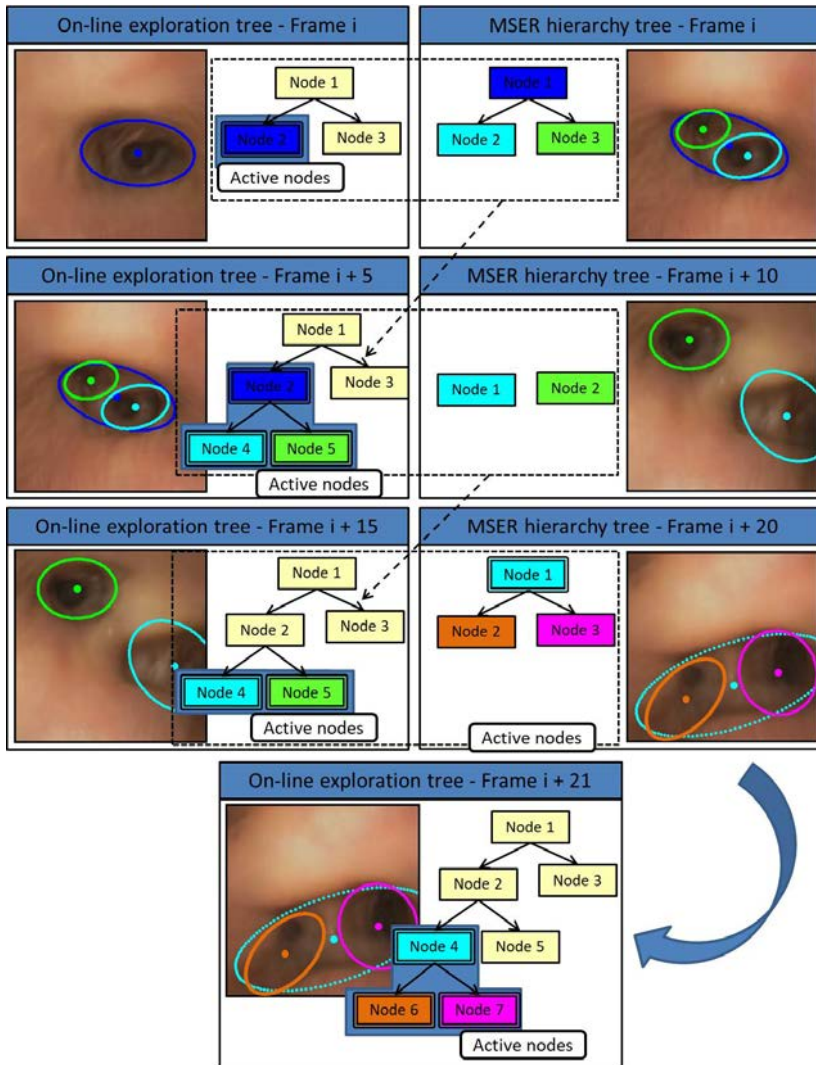 On-line exploration tree - Frame i
Node 1
Node 2
Node 3
Active nodes
MSER hierarchy tree - Frame i
Node 1
Node 2
Node 3
On-line exploration tree - Frame i + 5
Node 1
Node 2
Node 3
Node 4
Node 5
Active nodes
MSER hierarchy tree - Frame i + 10
Node 1
Node 2
On-line exploration tree - Frame i + 15
Node 1
Node 2
Node 3
Node 4
Node 5
Active nodes
MSER hierarchy tree - Frame i + 20
Node 1
Node 2
Node 3
Active nodes
On-line exploration tree - Frame i + 21
Node 1
Node 2
Node 3
Node 4
Node 5
Node 6
Node 7
Active nodes